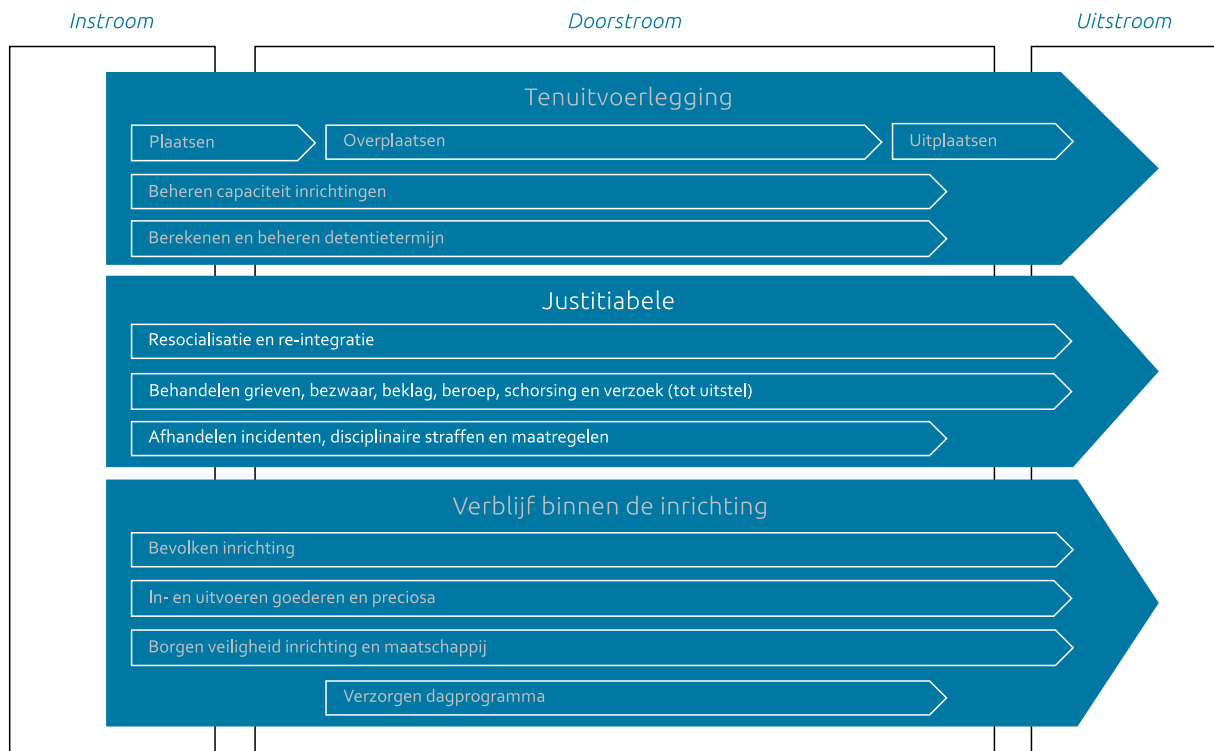 Instroom
Doorstroom
Uitstroom
Tenuitvoerlegging
Plaatsen
Overplaatsen
Uitplaatsen
Beheren capaciteit inrichtingen
Berekenen en beheren detentietermijn
Justitiabele
Resocialisatie en re-integratie
Behandelen grieven, bezwaar, beklag, beroep, schorsing en verzoek (tot uitstel)
Afhandelen incidenten, disciplinaire straffen en maatregelen
Verblijf binnen de inrichting
Bevolken inrichting
In- en uitvoeren goederen en preciosa
Borgen veiligheid inrichting en maatschappij
Verzorgen dagprogramma